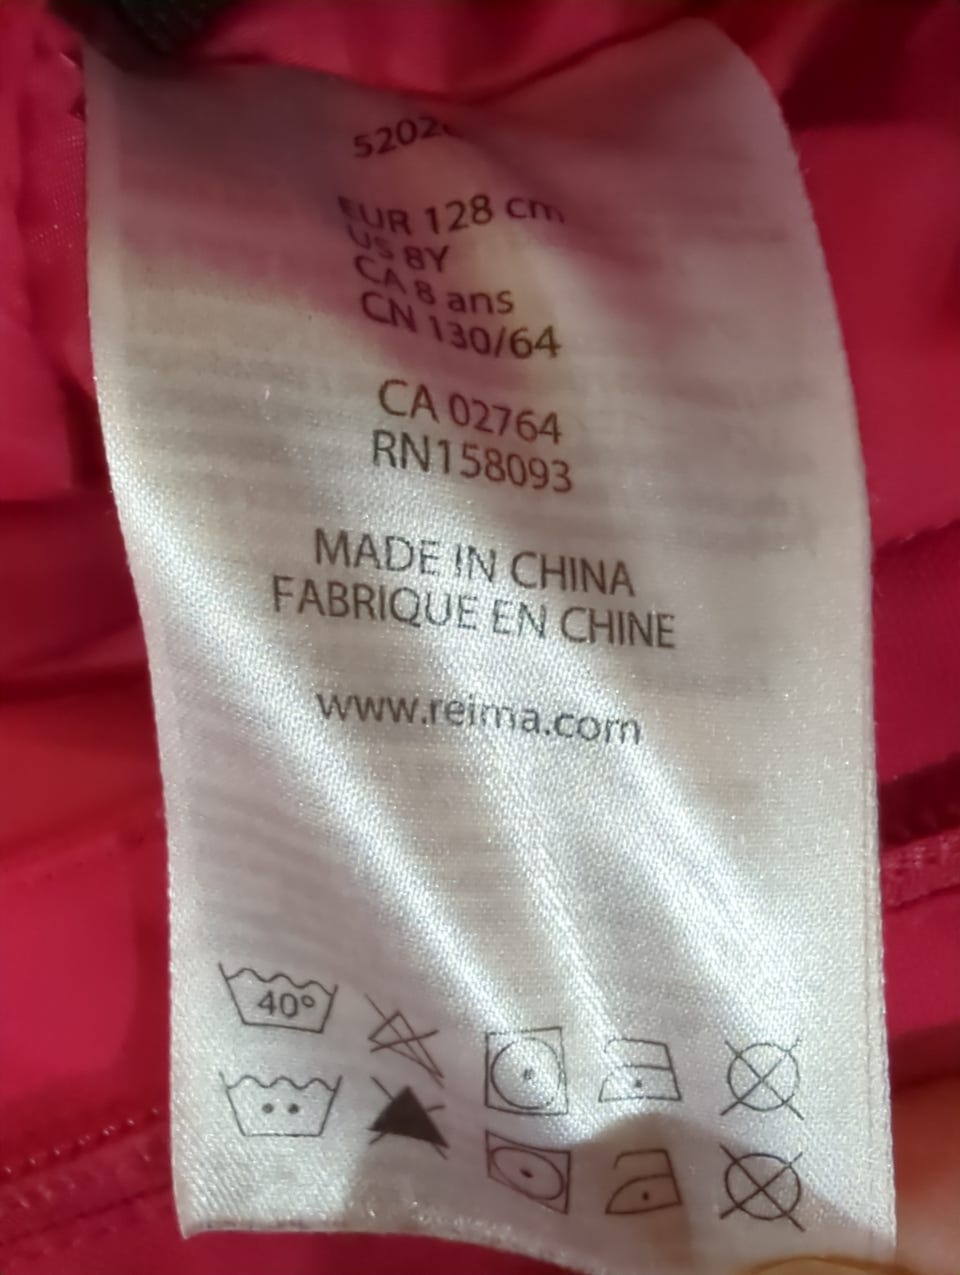 EUR 128 cm
US 8Y
CA 8 ans
CN 130/64
CA 02764
RN158093
MADE IN CHINA
FABRIQUE EN CHINE
www.reima.com
40°